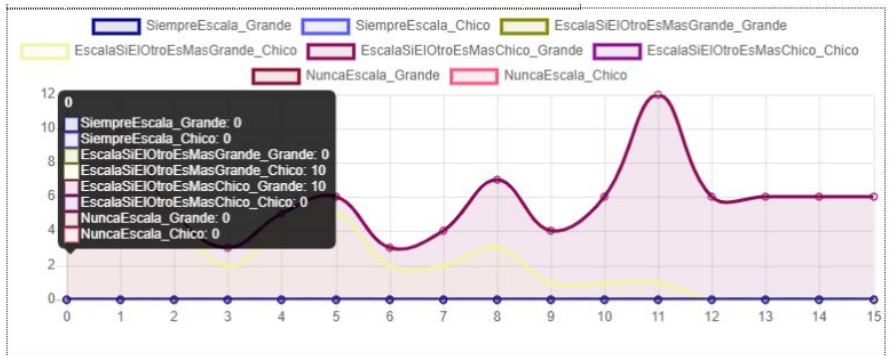 SiempreEscala_Grande SiempreEscala_Chico EscalaSiElOtroEsMasGrande_Grande
EscalaSiElOtroEsMasGrande_Chico EscalaSiElOtroEsMasChico_Grande EscalaSiElOtroEsMasChico_Chico
NuncaEscala_Grande NuncaEscala_Chico
12
10
8
6
4
2
0
0
SiempreEscala_Grande: 0
SiempreEscala_Chico: 0
EscalaSiElOtroEsMasGrande_Grande: 0
EscalaSiElOtroEsMasGrande_Chico: 10
EscalaSiElOtroEsMasChico_Grande: 10
EscalaSiElOtroEsMasChico_Chico: 0
NuncaEscala_Grande: 0
NuncaEscala_Chico: 0
0 1 2 3 4 5 6 7 8 9 10 11 12 13 14 15